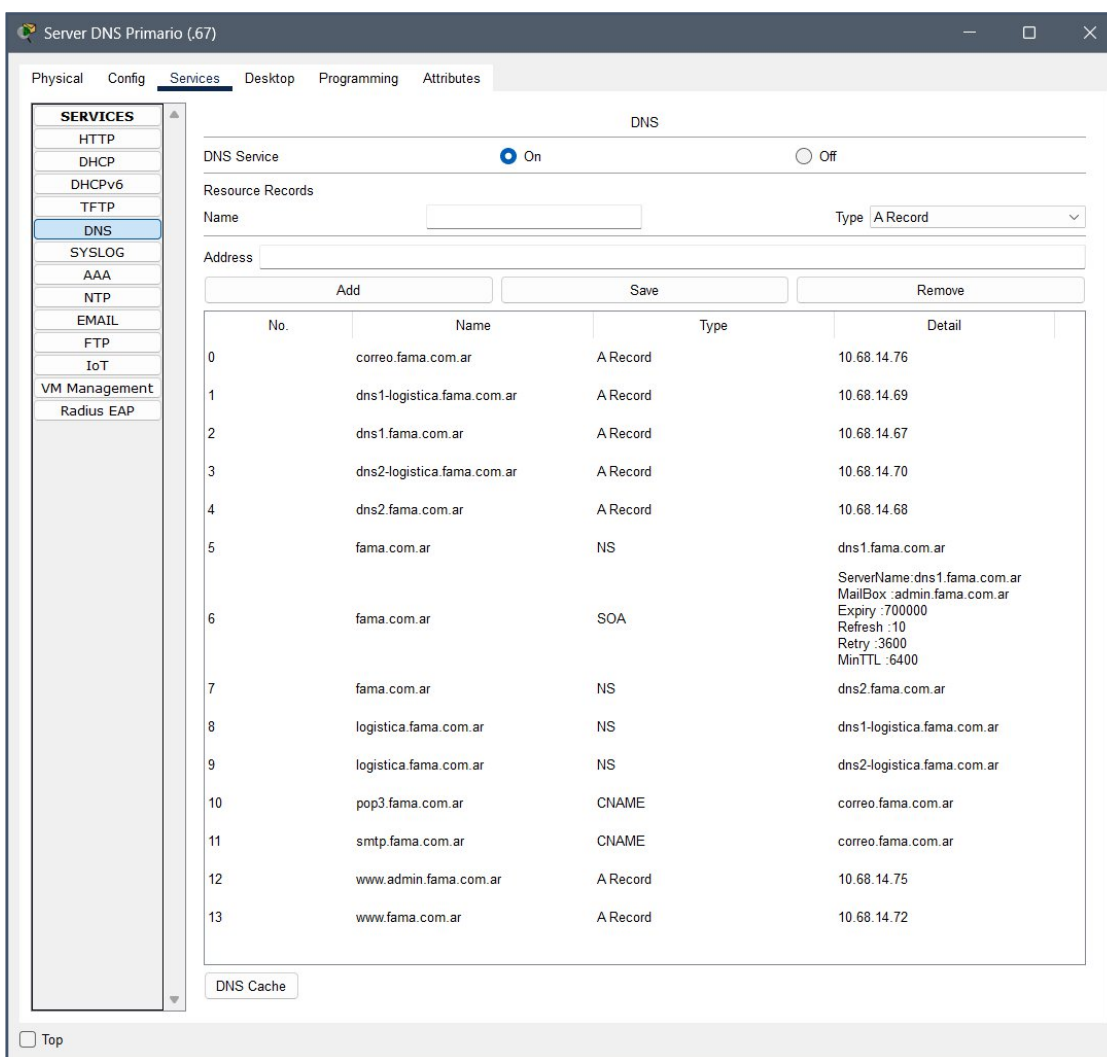 Server DNS Primario (.67)
Physical Config Services Desktop Programming Attributes
SERVICES
HTTP
DHCP
DHCPv6
TFTP
DNS
SYSLOG
AAA
NTP
EMAIL
FTP
IoT
VM Management
Radius EAP
DNS
DNS Service On Off
Resource Records
Name Type A Record
Address
Add Save Remove
No. Name Type Detail
0 correo.fama.com.ar A Record 10.68.14.76
1 dns1-logistica.fama.com.ar A Record 10.68.14.69
2 dns1.fama.com.ar A Record 10.68.14.67
3 dns2-logistica.fama.com.ar A Record 10.68.14.70
4 dns2.fama.com.ar A Record 10.68.14.68
5 fama.com.ar NS dns1.fama.com.ar
ServerName:dns1.fama.com.ar
MailBox :admin.fama.com.ar
Expiry :700000
6 fama.com.ar SOA Refresh :10
Retry :3600
MinTTL :6400
7 fama.com.ar NS dns2.fama.com.ar
8 logistica.fama.com.ar NS dns1-logistica.fama.com.ar
9 logistica.fama.com.ar NS dns2-logistica.fama.com.ar
10 pop3.fama.com.ar CNAME correo.fama.com.ar
11 smtp.fama.com.ar CNAME correo.fama.com.ar
12 www.admin.fama.com.ar A Record 10.68.14.75
13 www.fama.com.ar A Record 10.68.14.72
DNS Cache
Top